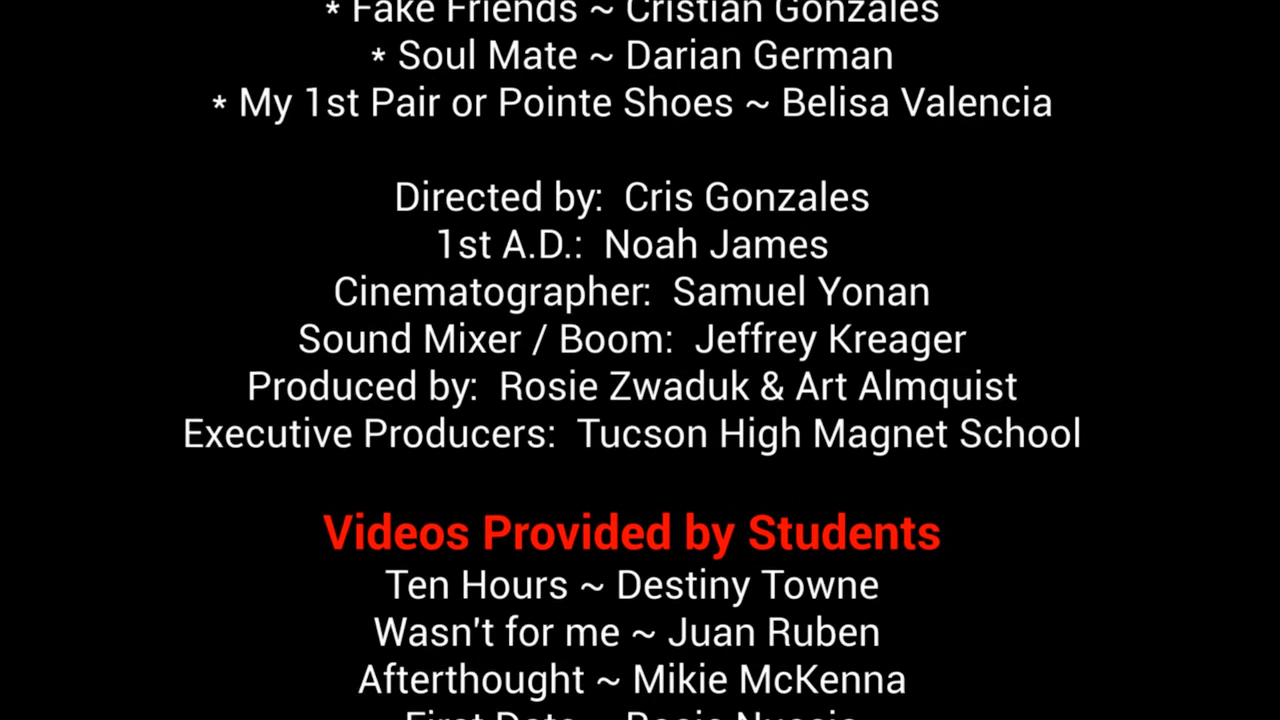 * Fake Friends ~ Cristian Gonzales
* Soul Mate ~ Darian German
* My 1st Pair or Pointe Shoes ~ Belisa Valencia
Directed by: Cris Gonzales
1st A.D.: Noah James
Cinematographer: Samuel Yonan
Sound Mixer / Boom: Jeffrey Kreager
Produced by: Rosie Zwaduk & Art Almquist
Executive Producers: Tucson High Magnet School
Videos Provided by Students
Ten Hours ~ Destiny Towne
Wasn't for me ~ Juan Ruben
Afterthought ~ Mikie McKenna
First Date ~